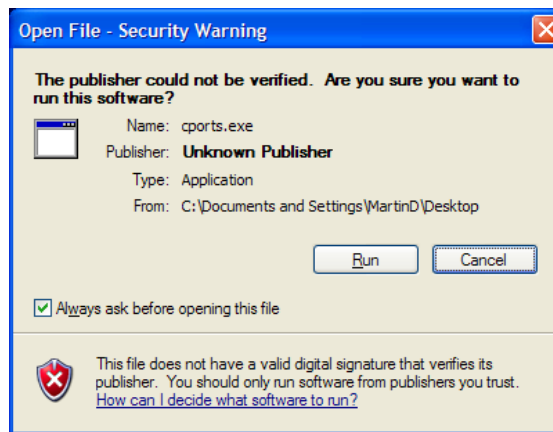 Open File - Security Warning
The publisher could not be verified.  Are you sure you want to
run this software?
Name: cports.exe
Publisher: Unknown Publisher
Type: Application
From: C:\Documents and Settings\MartinD\Desktop
Run Cancel
Always ask before opening this file
This file does not have a valid digital signature that verifies its
publisher.  You should only run software from publishers you trust.
How can I decide what software to run?